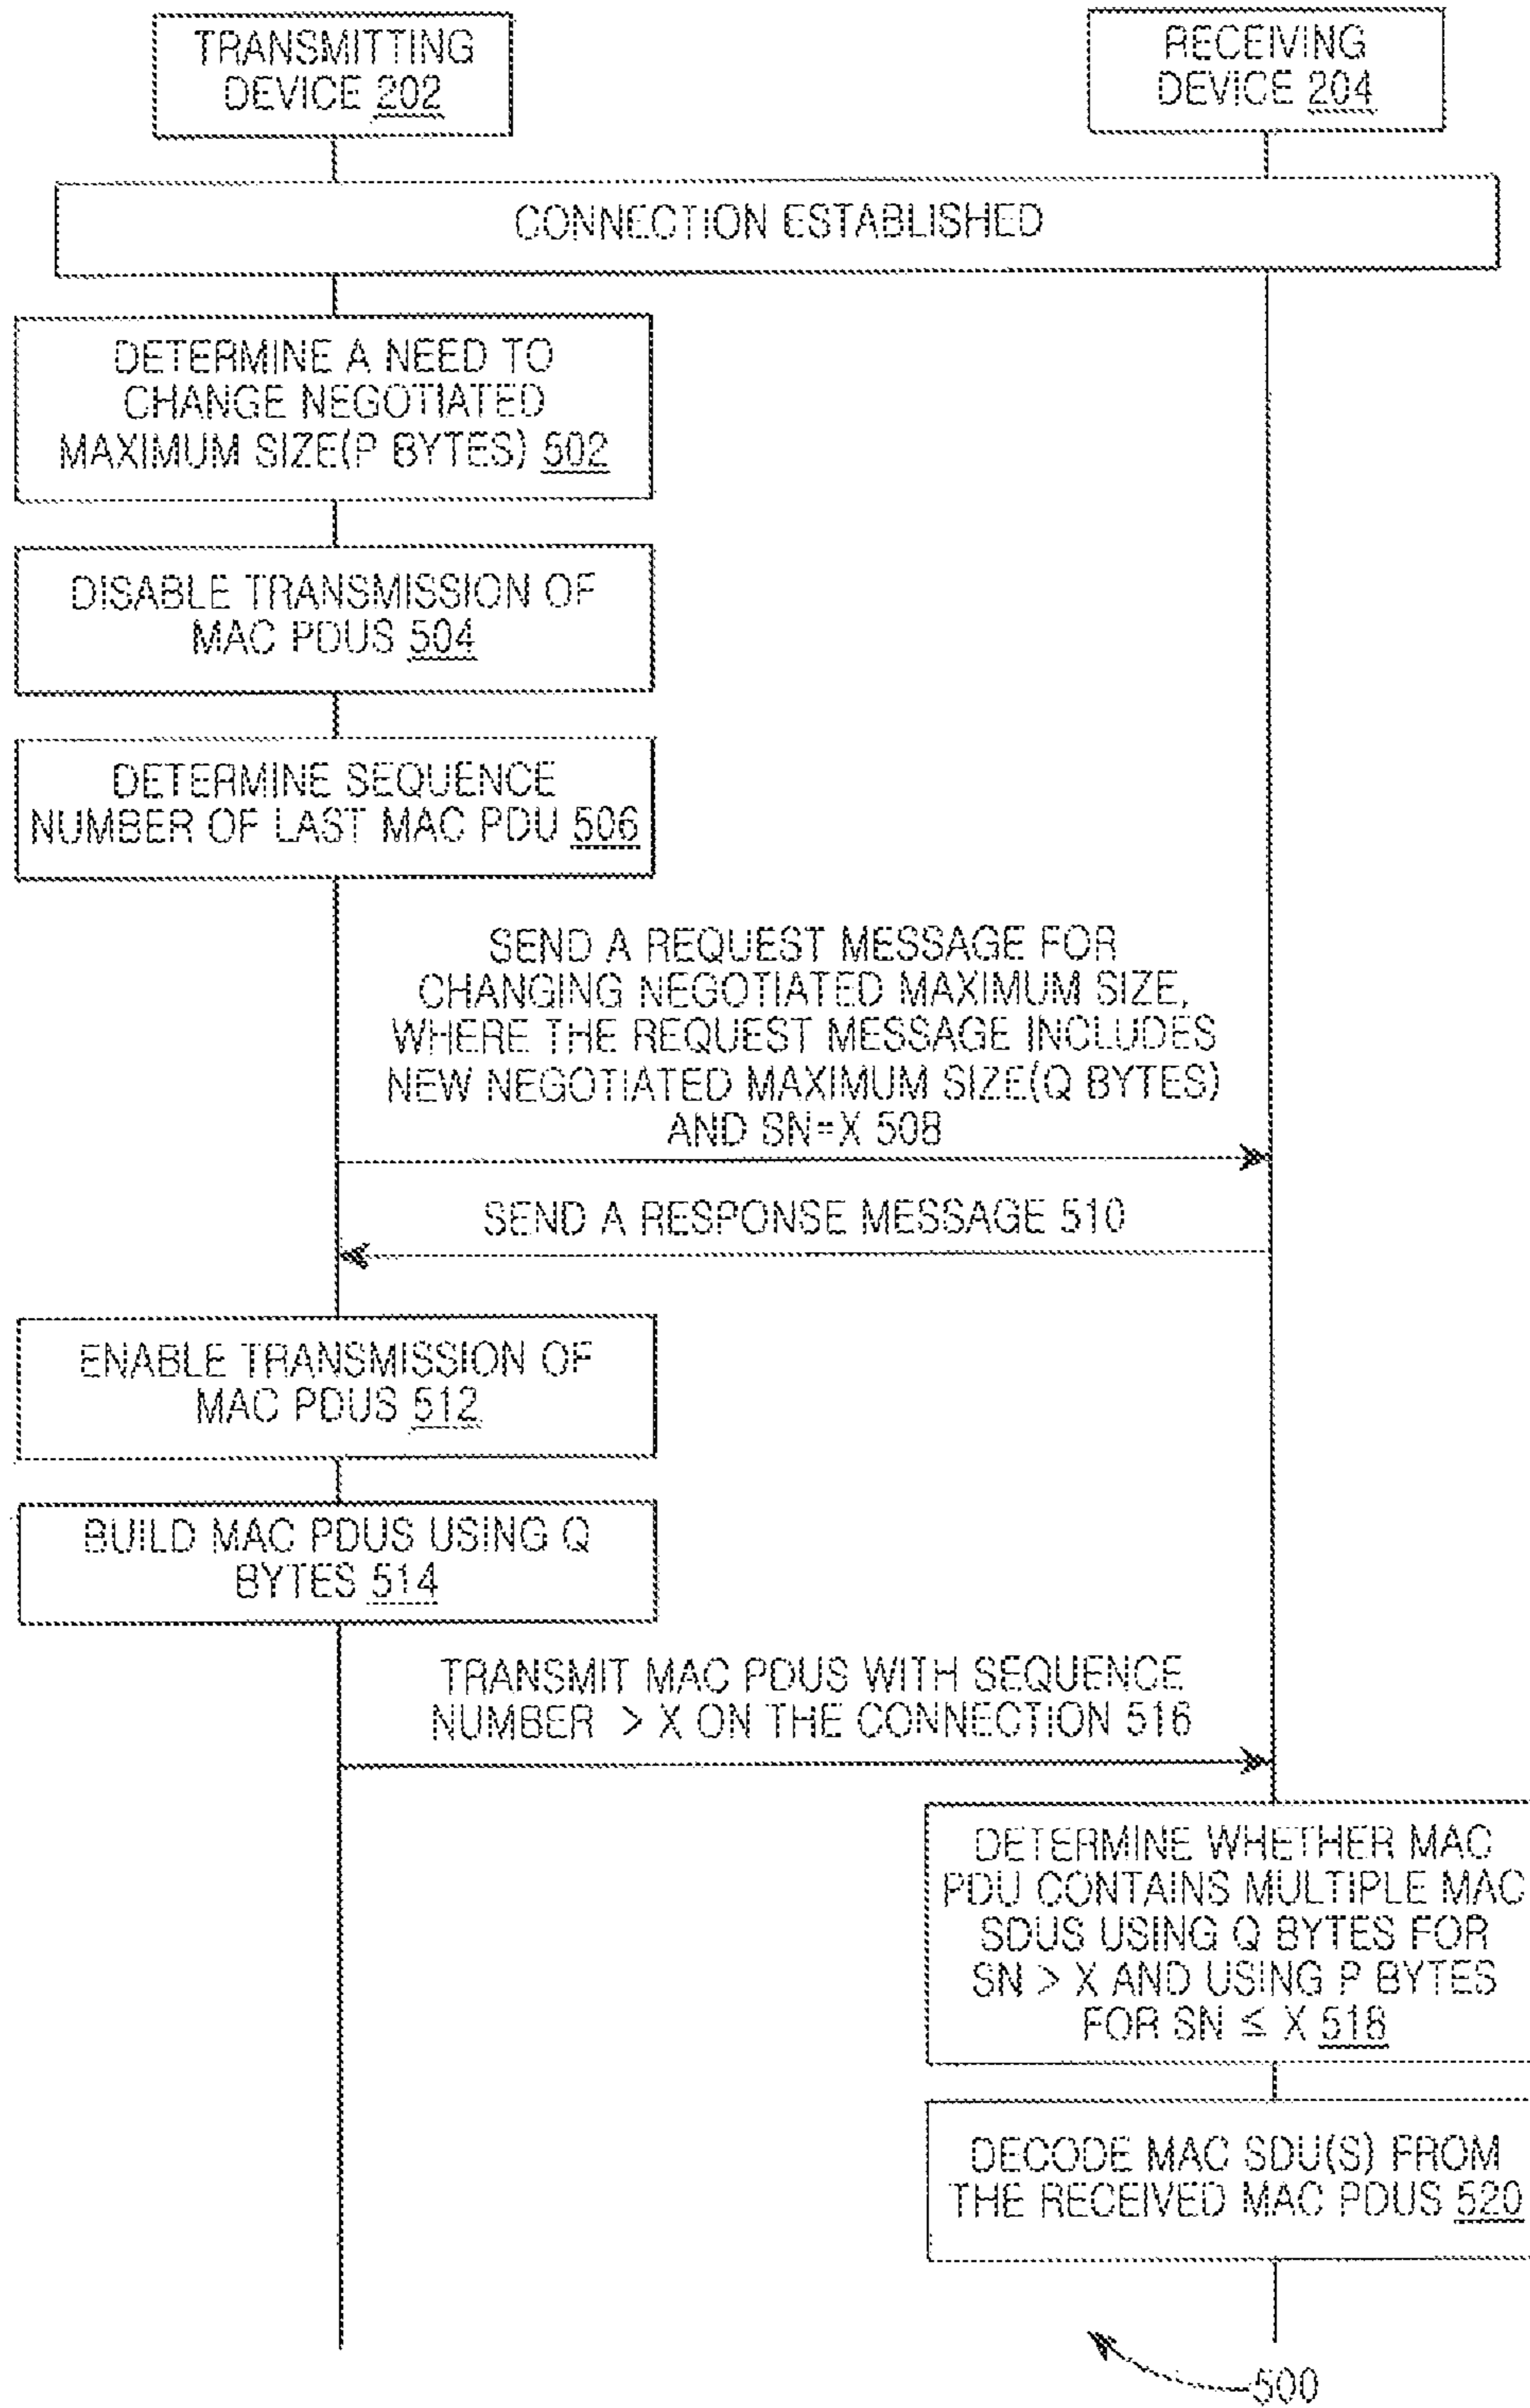 TRANSMITTING
DEVICE 202
RECEIVING
DEVICE 204
CONNECTION ESTABLISHED
DETERMINE A NEED TO
CHANGE NEGOTIATED
MAXIMUM SIZE(P BYTES) 502
DISABLE TRANSMISSION OF
MAC PDUS 504
DETERMINE SEQUENCE
NUMBER OF LAST MAC PDU 506
SEND A REQUEST MESSAGE FOR
CHANGING NEGOTIATED MAXIMUM SIZE,
WHERE THE REQUEST MESSAGE INCLUDES
NEW NEGOTIATED MAXIMUM SIZE(Q BYTES)
AND SN=X 508
SEND A RESPONSE MESSAGE 510
ENABLE TRANSMISSION OF
MAC PDUS 512
BUILD MAC PDUS USING Q
BYTES 514
TRANSMIT MAC PDUS WITH SEQUENCE
NUMBER > X ON THE CONNECTION 516
DETERMINE WHETHER MAC
PDU CONTAINS MULTIPLE MAC
SDUS USING Q BYTES FOR
SN > X AND USING P BYTES
FOR SN ≤ X 518
DECODE MAC SDU(S) FROM
THE RECEIVED MAC PDUS 520
500